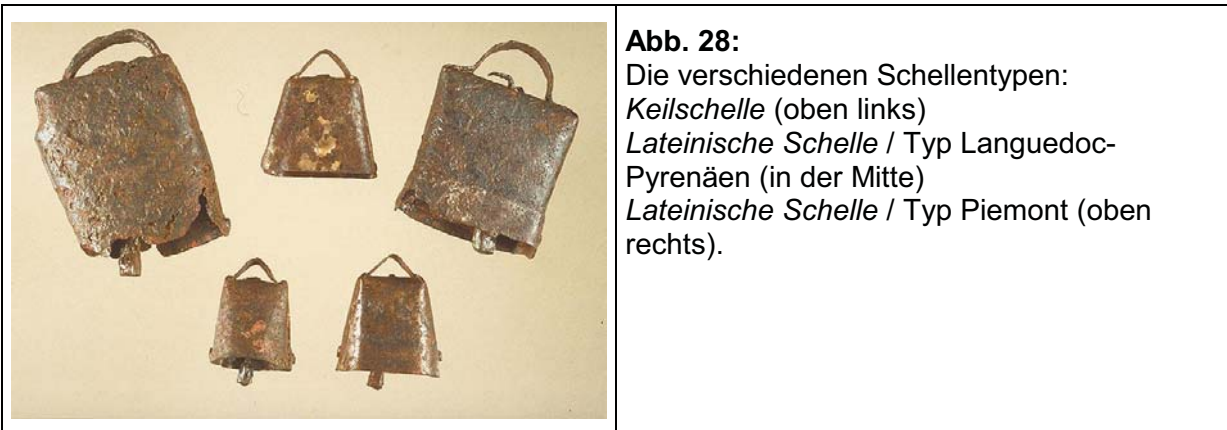 Abb. 28:
Die verschiedenen Schellentypen:
Keilschelle (oben links)
Lateinische Schelle / Typ Languedoc-
Pyrenäen (in der Mitte)
Lateinische Schelle / Typ Piemont (oben
rechts).